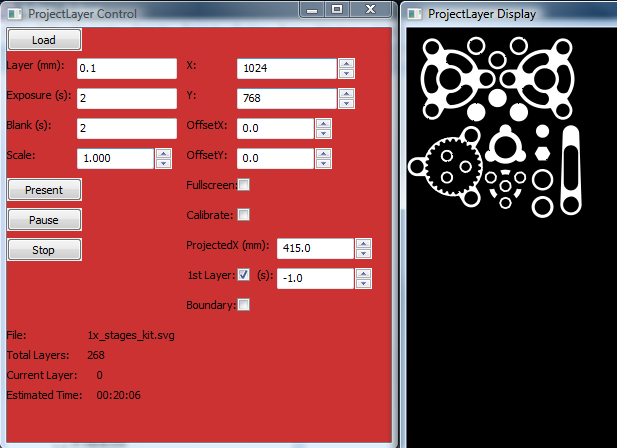 ProjectLayer Control
ProjectLayer Display
Load
Layer (mm): 0.1 X: 1024
Exposure (s): 2 Y: 768
Blank (s): 2 OffsetX: 0.0
Scale: 1.000 OffsetY: 0.0
Present Fullscreen:
Pause Calibrate:
Stop ProjectedX (mm): 415.0
1st Layer: (s): -1.0
Boundary:
File: 1x_stages_kit.svg
Total Layers: 268
Current Layer: 0
Estimated Time: 00:20:06